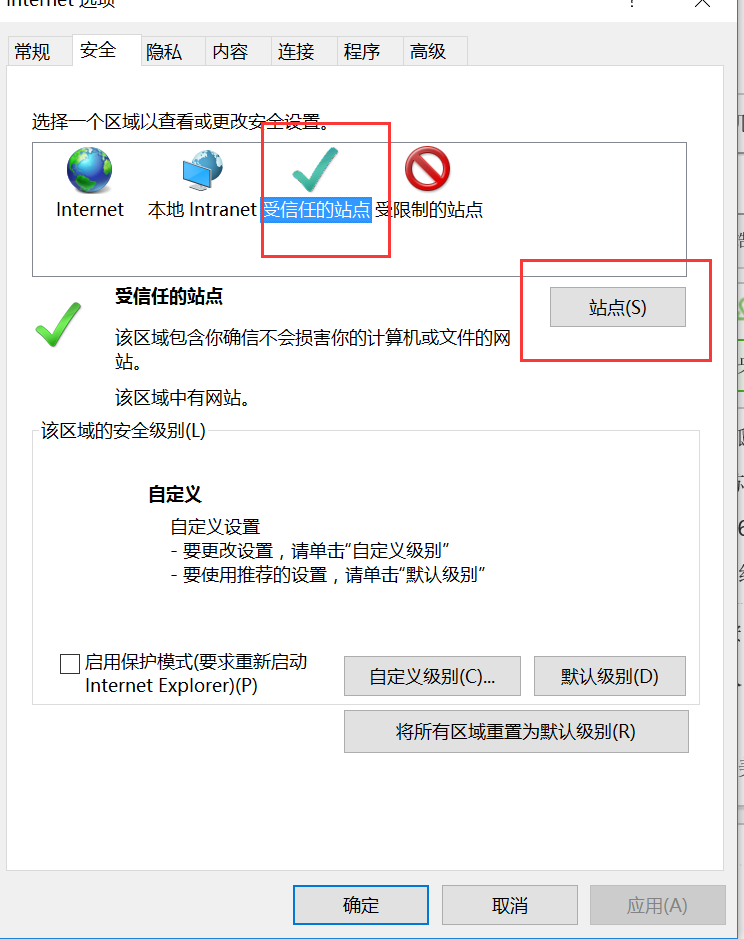 Internet 选项
常规 安全 隐私 内容 连接 程序 高级
选择一个区域以查看或更改安全设置。
Internet 本地 Intranet 受信任的站点 受限制的站点
受信任的站点
站点(S)
该区域包含你确信不会损害你的计算机或文件的网
站。
该区域中有网站。
该区域的安全级别(L)
自定义
自定义设置
- 要更改设置，请单击“自定义级别”
- 要使用推荐的设置，请单击“默认级别”
启用保护模式(要求重新启动
Internet Explorer)(P)
自定义级别(C)... 默认级别(D)
将所有区域重置为默认级别(R)
确定 取消 应用(A)